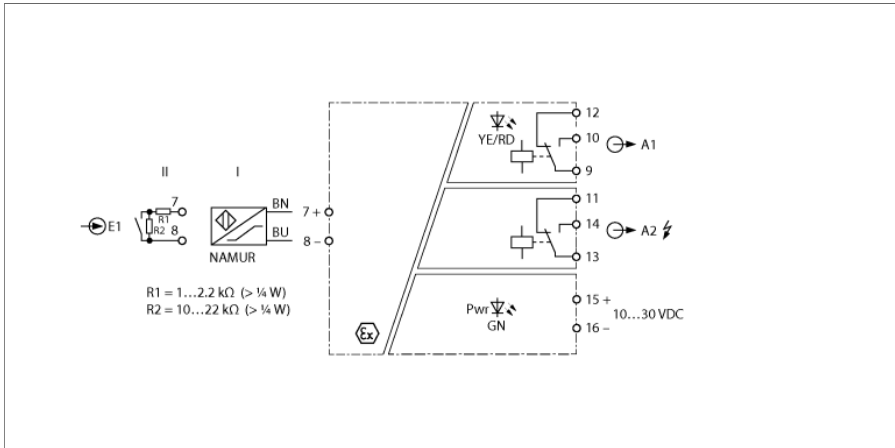 12
10
9
YE/RD
A1
II
I
E1
7
8
R1
R2
NAMUR
BN
BU
7 +
8 –
R1 = 1…2.2 kΩ (> ¼ W)
R2 = 10…22 kΩ (> ¼ W)
Ex
11
14
13
A2
Pwr
GN
15 +
16 –
10…30 VDC